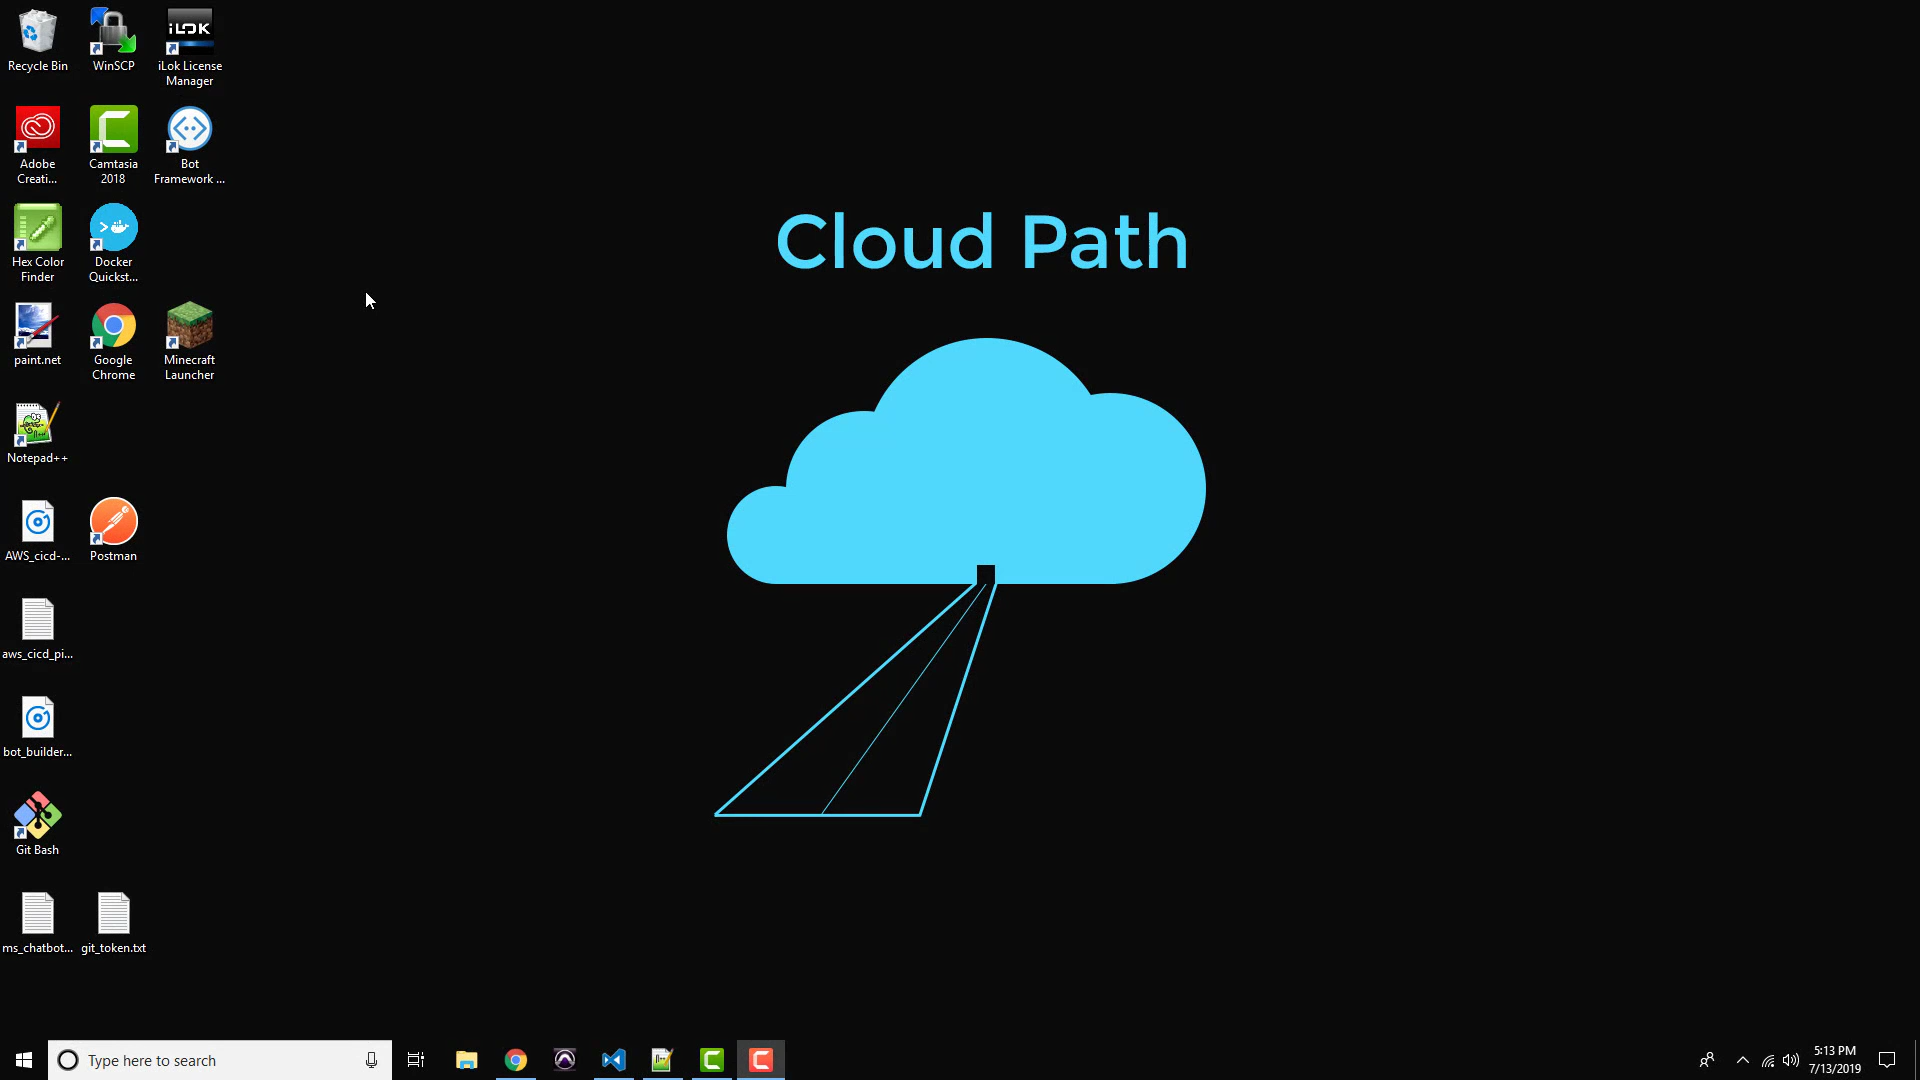 Recycle Bin
WinSCP
iLOK
iLok License
Manager
Adobe
Creati...
Camtasia
2018
Bot
Framework ...
Hex Color
Finder
Docker
Quickst...
paint.net
Google
Chrome
Minecraft
Launcher
Notepad++
AWS_cicd-...
Postman
aws_cicd_pi...
bot_builder...
Git Bash
ms_chatbot...
git_token.txt
Cloud Path
Type here to search
5:13 PM
7/13/2019